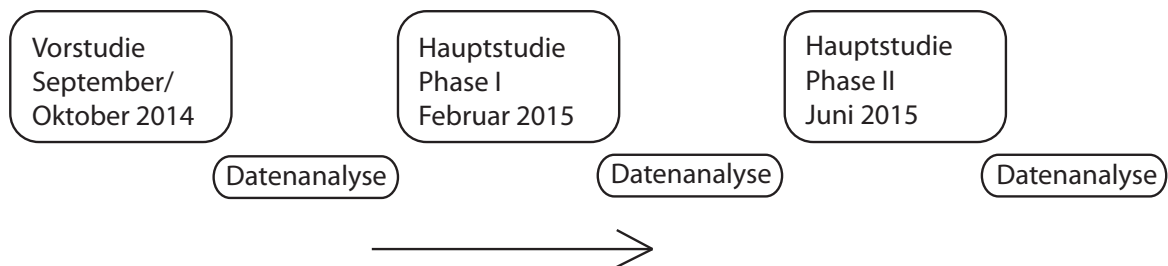 Vorstudie
September/
Oktober 2014
Datenanalyse
Hauptstudie
Phase I
Februar 2015
Datenanalyse
Hauptstudie
Phase II
Juni 2015
Datenanalyse